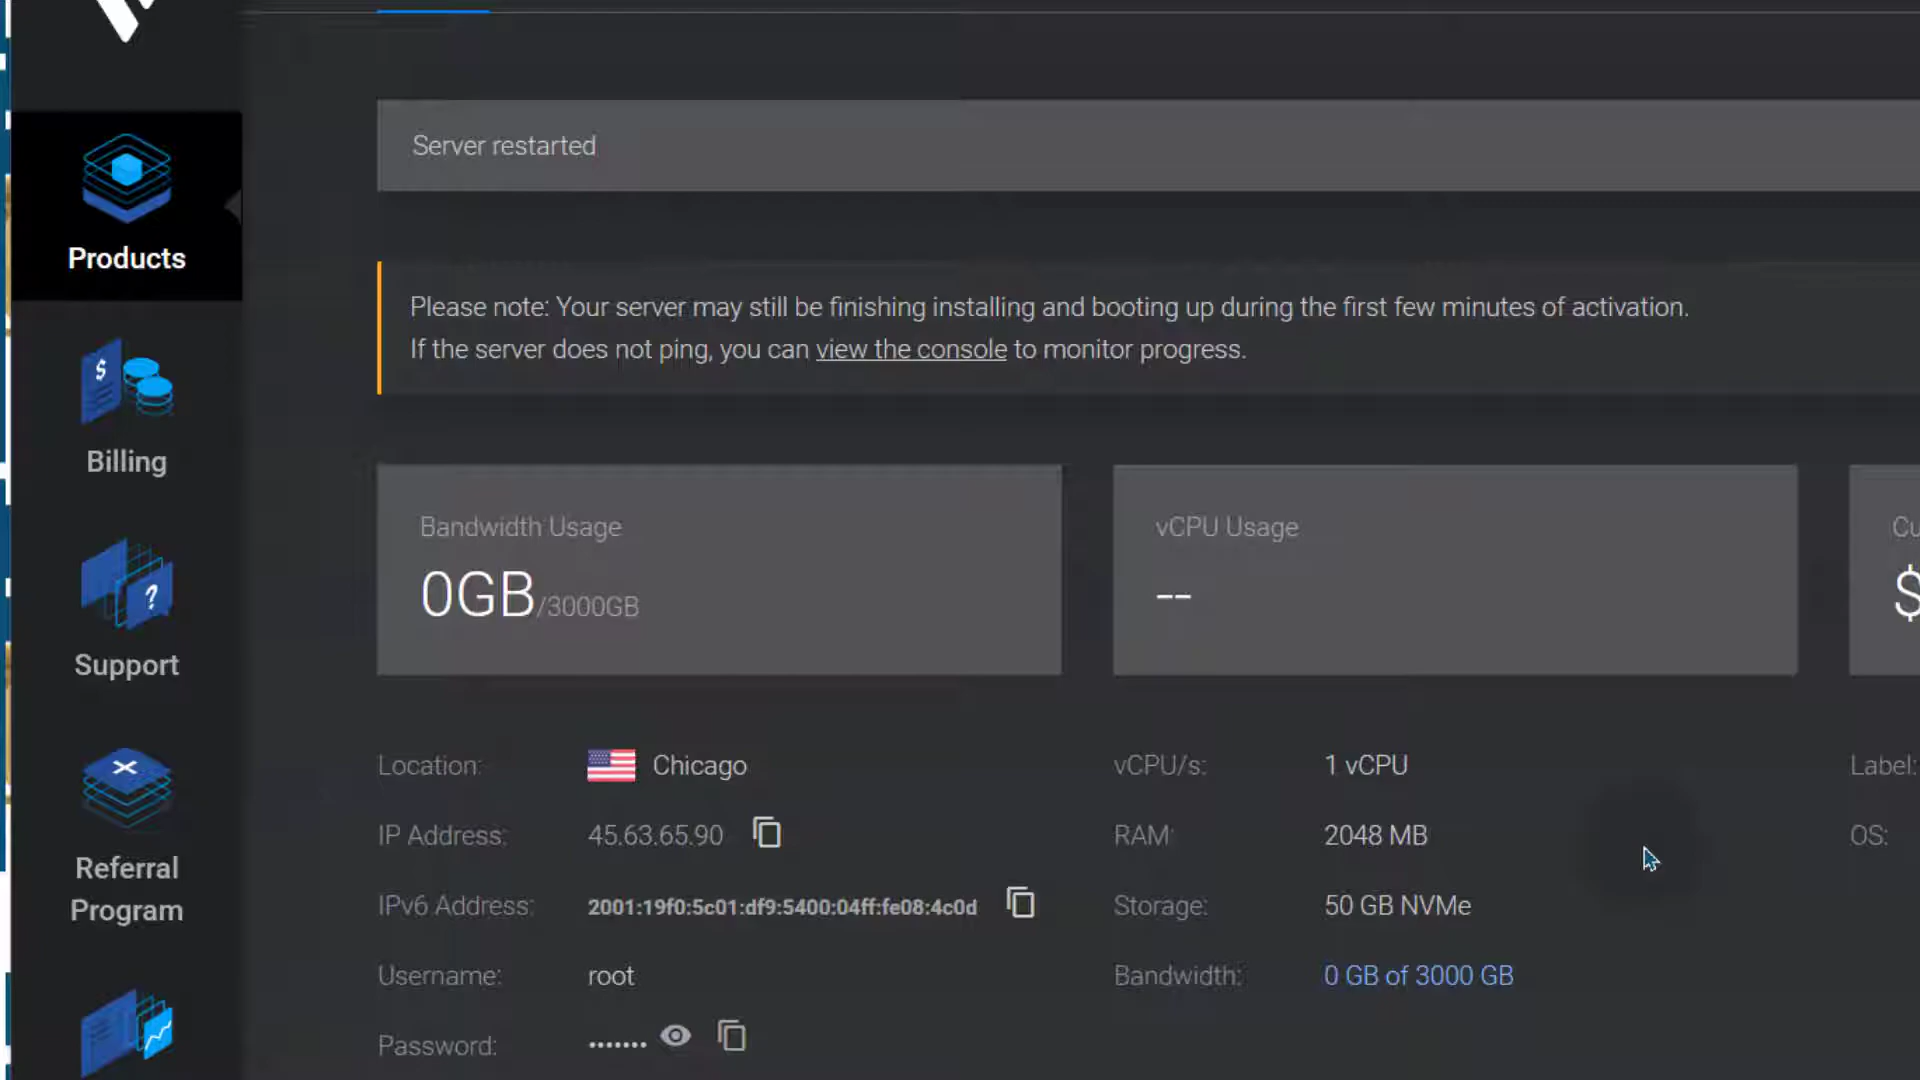 Server restarted
Products
Please note: Your server may still be finishing installing and booting up during the first few minutes of activation.
If the server does not ping, you can view the console to monitor progress.
$
Billing
Bandwidth Usage
0GB/3000GB
vCPU Usage
--
Cu
$
?
Support
Location:
Chicago
vCPU/s:
1 vCPU
Label:
IP Address:
45.63.65.90
RAM:
2048 MB
OS:
Referral
Program
IPv6 Address:
2001:19f0:5c01:df9:5400:04ff:fe08:4c0d
Storage:
50 GB NVMe
Username:
root
Bandwidth:
0 GB of 3000 GB
Password:
•••••••